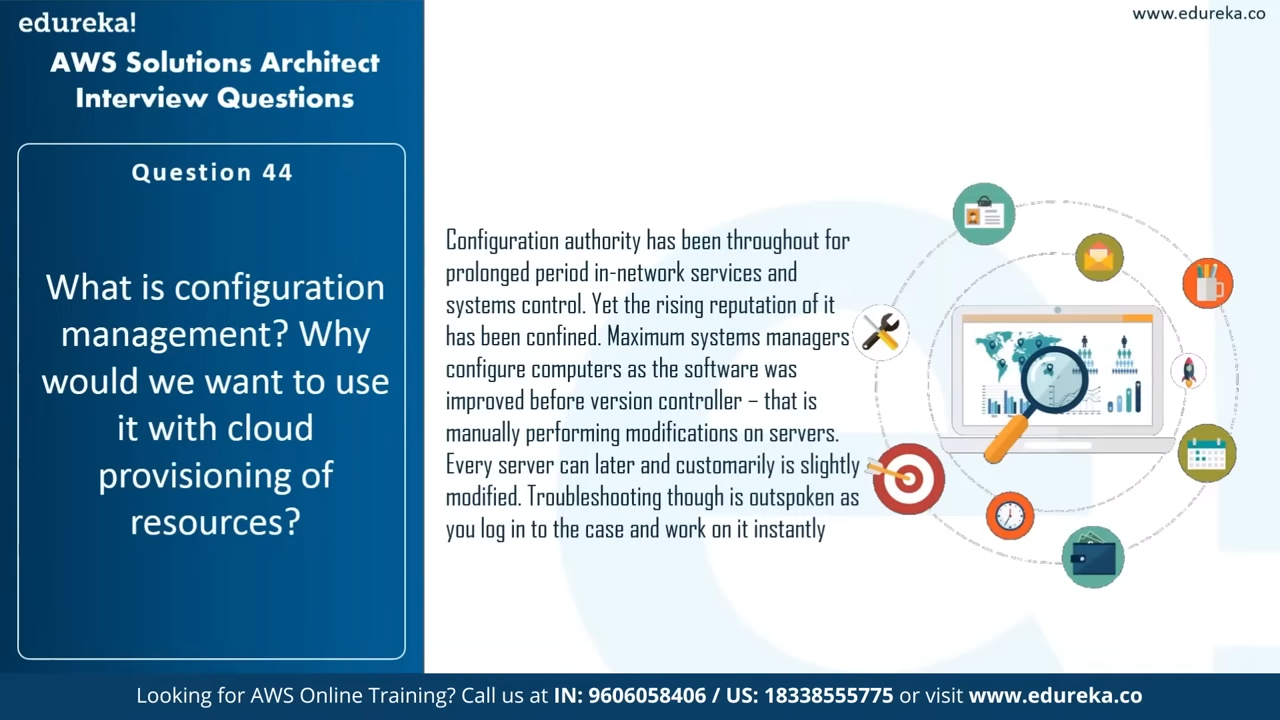 edureka!
www.edureka.co
AWS Solutions Architect
Interview Questions
Question 44
What is configuration
management? Why
would we want to use
it with cloud
provisioning of
resources?
Configuration authority has been throughout for
prolonged period in-network services and
systems control. Yet the rising reputation of it
has been confined. Maximum systems managers
configure computers as the software was
improved before version controller – that is
manually performing modifications on servers.
Every server can later and customarily is slightly
modified. Troubleshooting though is outspoken as
you log in to the case and work on it instantly
Looking for AWS Online Training? Call us at IN: 9606058406 / US: 18338555775 or visit www.edureka.co